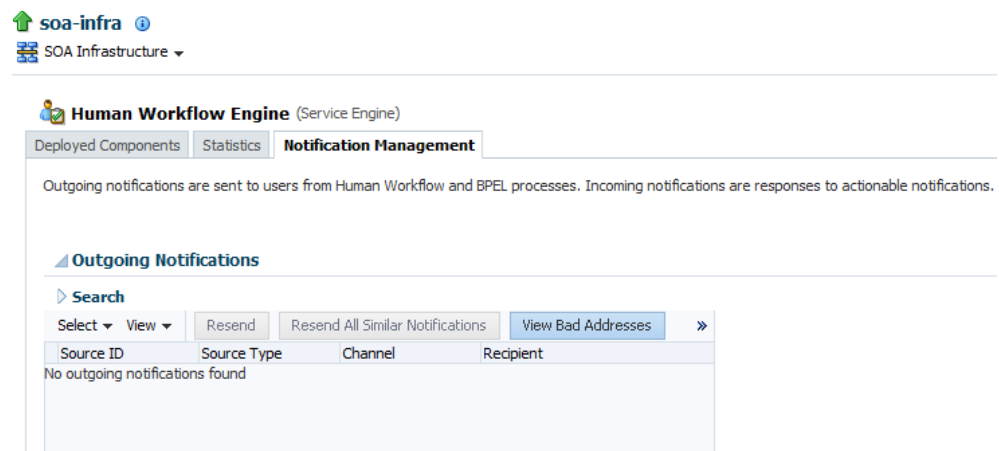 soa-infra
SOA Infrastructure
Human Workflow Engine (Service Engine)
Deployed Components Statistics Notification Management
Outgoing notifications are sent to users from Human Workflow and BPEL processes. Incoming notifications are responses to actionable notifications.
Outgoing Notifications
Search
Select View Resend Resend All Similar Notifications View Bad Addresses »
Source ID Source Type Channel Recipient
No outgoing notifications found